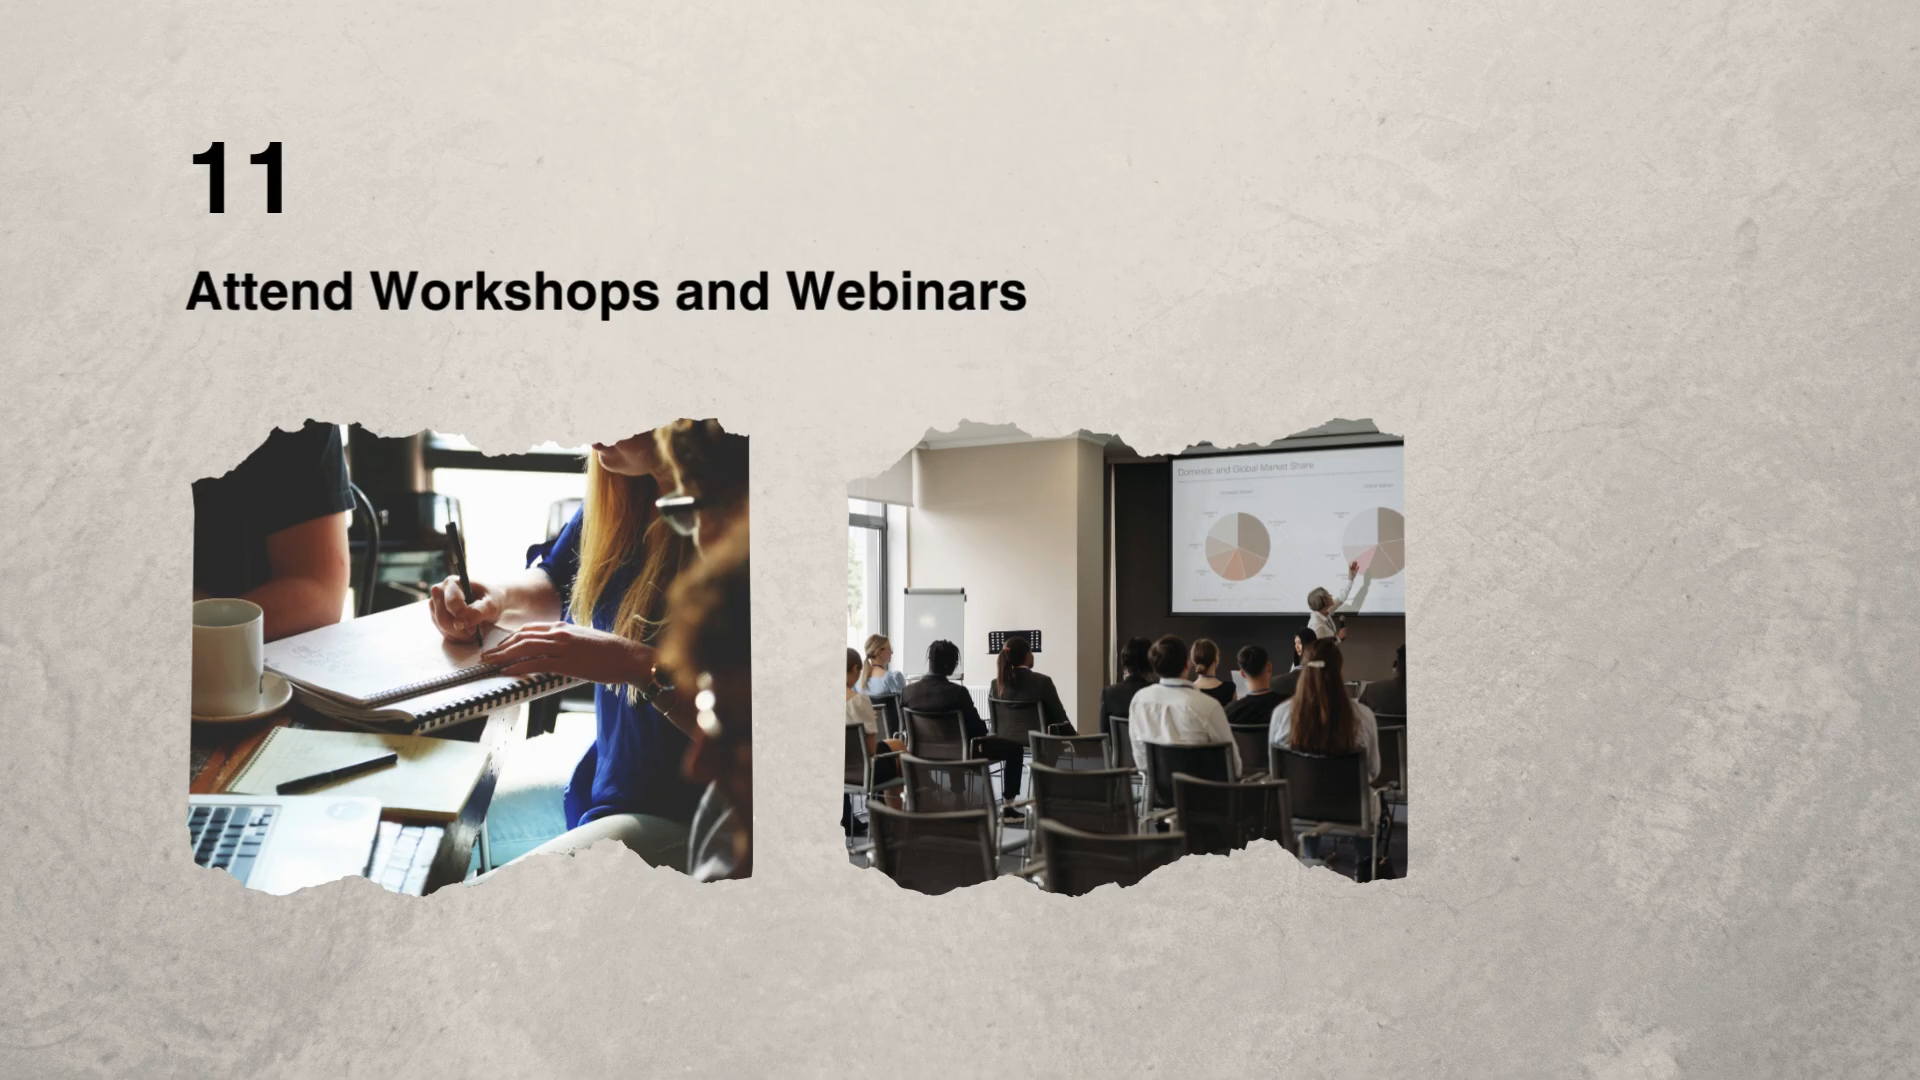 11
Attend Workshops and Webinars
Domestic and Global Market Share